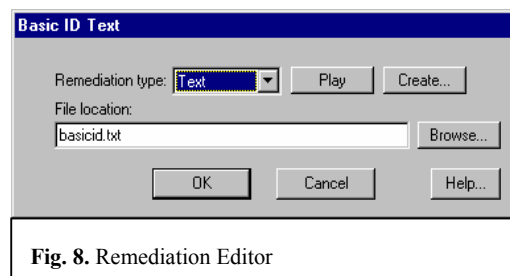 Basic ID Text
Remediation type: Text Play Create...
File location:
basicid.txt Browse...
OK Cancel Help...
Fig. 8. Remediation Editor